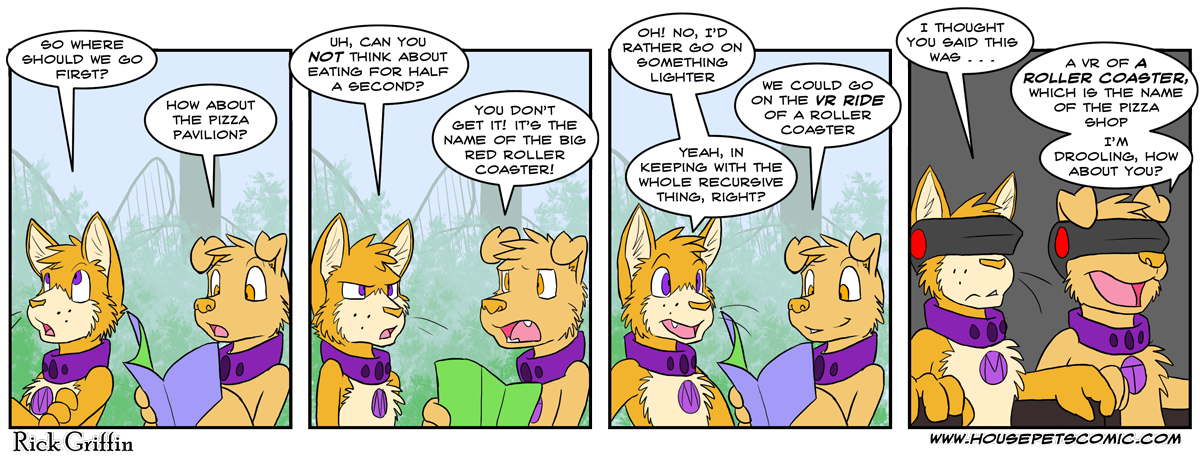 SO WHERE
SHOULD WE GO
FIRST?
HOW ABOUT
THE PIZZA
PAVILION?
UH, CAN YOU
NOT THINK ABOUT
EATING FOR HALF
A SECOND?
YOU DON'T
GET IT! IT'S THE
NAME OF THE BIG
RED ROLLER
COASTER!
OH! NO, I'D
RATHER GO ON
SOMETHING
LIGHTER
WE COULD GO
ON THE VR RIDE
OF A ROLLER
COASTER
YEAH, IN
KEEPING WITH THE
WHOLE RECURSIVE
THING, RIGHT?
I THOUGHT
YOU SAID THIS
WAS . . .
A VR OF A
ROLLER COASTER,
WHICH IS THE NAME
OF THE PIZZA
SHOP
I'M
DROOLING, HOW
ABOUT YOU?
Rick Griffin
WWW.HOUSEPETSCOMIC.COM